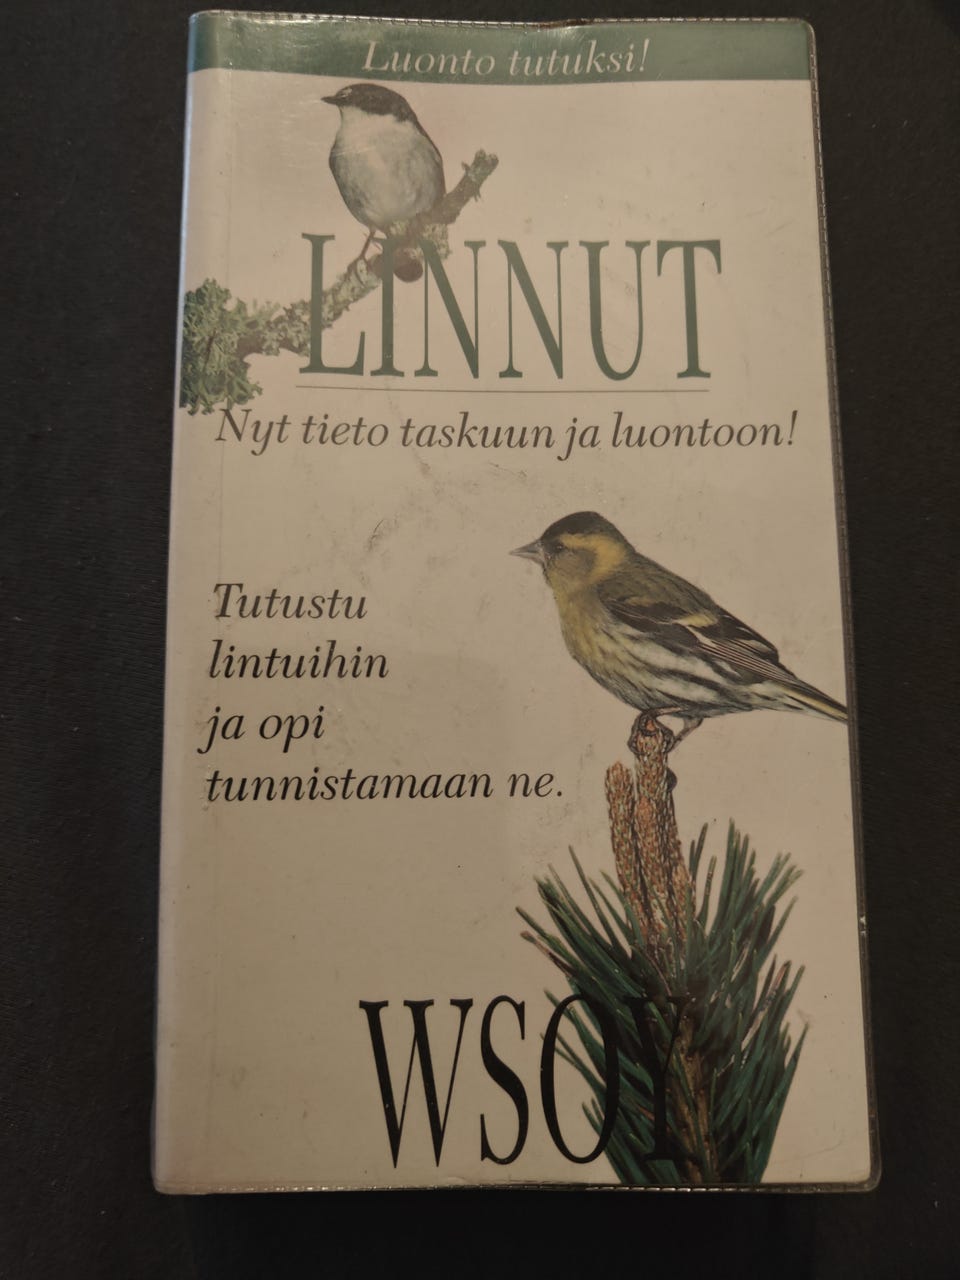 Luonto tutuksi!
LINNUT
Nyt tieto taskuun ja luontoon!
Tutustu
lintuihin
ja opi
tunnistamaan ne.
WSOY